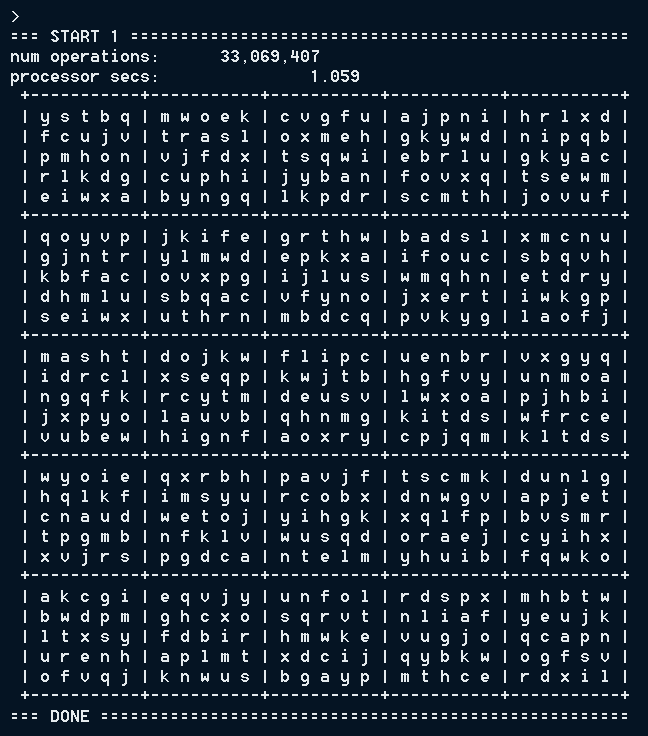 >
=== START 1 ==================================================
num operations:      33,069,407
processor secs:               1.059
+-----------+-----------+-----------+-----------+-----------+
| y s t b q | m w o e k | c v g f u | a j p n i | h r l x d |
| f c u j v | t r a s l | o x m e h | g k y w d | n i p q b |
| p m h o n | v j f d x | t s q w i | e b r l u | g k y a c |
| r l k d g | c u p h i | j y b a n | f o v x q | t s e w m |
| e i w x a | b y n g q | l k p d r | s c m t h | j o v u f |
+-----------+-----------+-----------+-----------+-----------+
| q o y v p | j k i f e | g r t h w | b a d s l | x m c n u |
| g j n t r | y l m w d | e p k x a | i f o u c | s b q v h |
| k b f a c | o v x p g | i j l u s | w m q h n | e t d r y |
| d h m l u | s b q a c | v f y n o | j x e r t | i w k g p |
| s e i w x | u t h r n | m b d c q | p v k y g | l a o f j |
+-----------+-----------+-----------+-----------+-----------+
| m a s h t | d o j k w | f l i p c | u e n b r | v x g y q |
| i d r c l | x s e q p | k w j t b | h g f v y | u n m o a |
| n g q f k | r c y t m | d e u s v | l w x o a | p j h b i |
| j x p y o | l a u v b | q h n m g | k i t d s | w f r c e |
| v u b e w | h i g n f | a o x r y | c p j q m | k l t d s |
+-----------+-----------+-----------+-----------+-----------+
| w y o i e | q x r b h | p a v j f | t s c m k | d u n l g |
| h q l k f | i m s y u | r c o b x | d n w g v | a p j e t |
| c n a u d | w e t o j | y i h g k | x q l f p | b v s m r |
| t p g m b | n f k l v | w u s q d | o r a e j | c y i h x |
| x v j r s | p g d c a | n t e l m | y h u i b | f q w k o |
+-----------+-----------+-----------+-----------+-----------+
| a k c g i | e q v j y | u n f o l | r d s p x | m h b t w |
| b w d p m | g h c x o | s q r v t | n l i a f | y e u j k |
| l t x s y | f d b i r | h m w k e | v u g j o | q c a p n |
| u r e n h | a p l m t | x d c i j | q y b k w | o g f s v |
| o f v q j | k n w u s | b g a y p | m t h c e | r d x i l |
+-----------+-----------+-----------+-----------+-----------+
=== DONE =====================================================